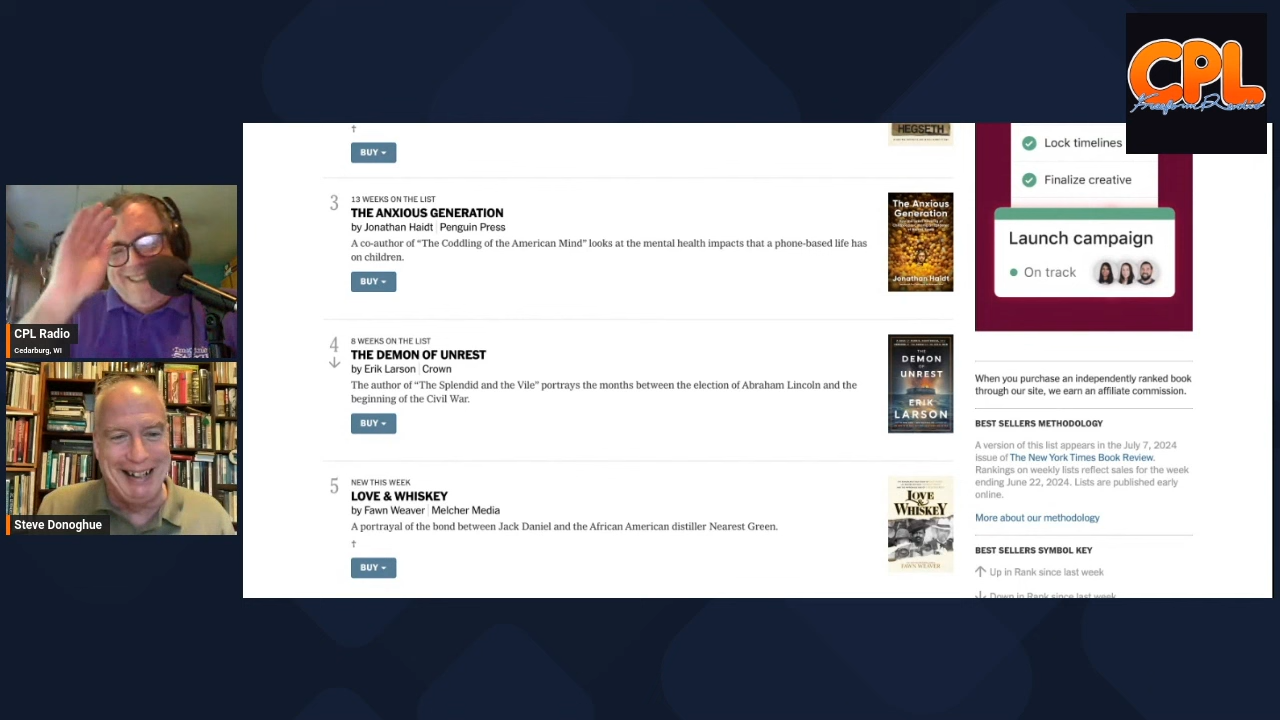 CPL
Freeform Radio
HEGSETH
†
BUY
Lock timelines
Finalize creative
Launch campaign
On track
3
13 WEEKS ON THE LIST
THE ANXIOUS GENERATION
by Jonathan Haidt | Penguin Press
A co-author of “The Coddling of the American Mind” looks at the mental health impacts that a phone-based life has
on children.
BUY
The Anxious
Generation
Jonathan Haidt
4
8 WEEKS ON THE LIST
THE DEMON OF UNREST
by Erik Larson | Crown
The author of “The Splendid and the Vile” portrays the months between the election of Abraham Lincoln and the
beginning of the Civil War.
BUY
THE
DEMON
OF
UNREST
ERIK
LARSON
5
NEW THIS WEEK
LOVE & WHISKEY
by Fawn Weaver | Melcher Media
A portrayal of the bond between Jack Daniel and the African American distiller Nearest Green.
†
BUY
LOVE &
WHISKEY
FAWN WEAVER
When you purchase an independently ranked book
through our site, we earn an affiliate commission.
BEST SELLERS METHODOLOGY
A version of this list appears in the July 7, 2024
issue of The New York Times Book Review.
Rankings on weekly lists reflect sales for the week
ending June 22, 2024. Lists are published early
online.
More about our methodology
BEST SELLERS SYMBOL KEY
Up in Rank since last week
Down in Rank since last week
CPL Radio
Cedarburg, WI
Steve Donoghue